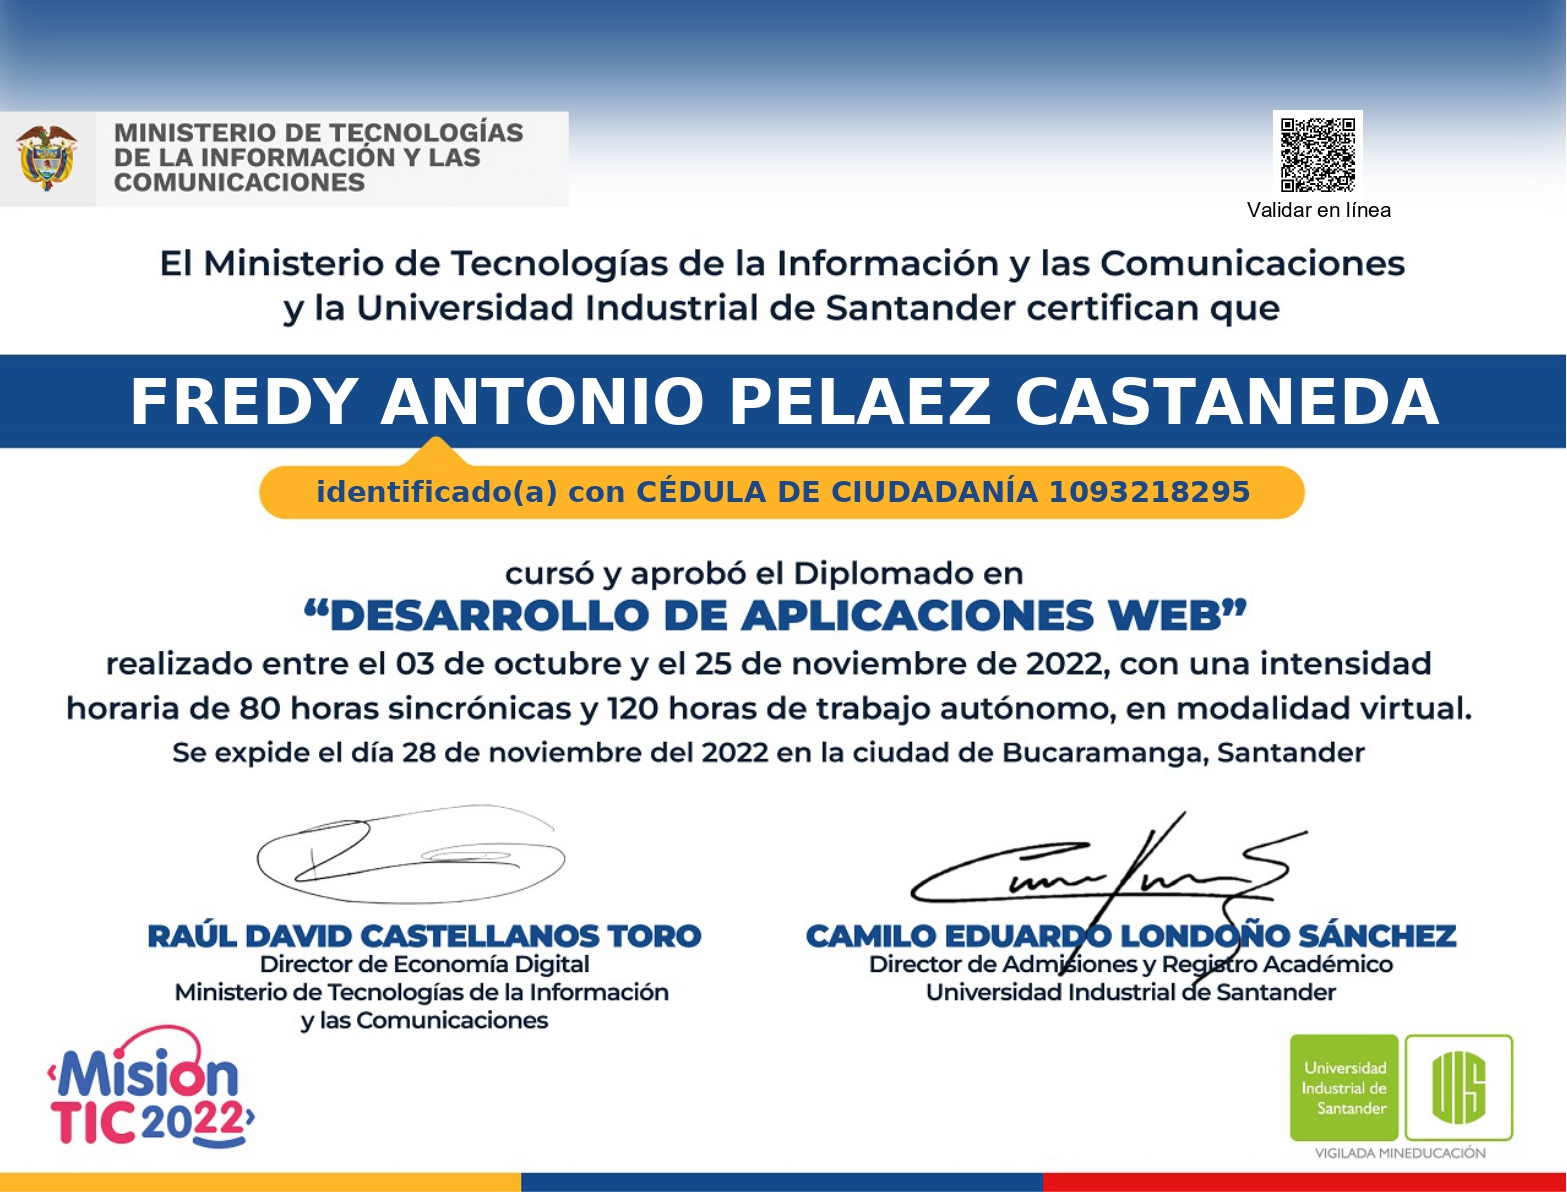 MINISTERIO DE TECNOLOGÍAS
DE LA INFORMACIÓN Y LAS
COMUNICACIONES
Validar en línea
El Ministerio de Tecnologías de la Información y las Comunicaciones
y la Universidad Industrial de Santander certifican que
FREDY ANTONIO PELAEZ CASTANEDA
identificado(a) con CÉDULA DE CIUDADANÍA 1093218295
cursó y aprobó el Diplomado en
“DESARROLLO DE APLICACIONES WEB”
realizado entre el 03 de octubre y el 25 de noviembre de 2022, con una intensidad
horaria de 80 horas sincrónicas y 120 horas de trabajo autónomo, en modalidad virtual.
Se expide el día 28 de noviembre del 2022 en la ciudad de Bucaramanga, Santander
RAÚL DAVID CASTELLANOS TORO
Director de Economía Digital
Ministerio de Tecnologías de la Información
y las Comunicaciones
CAMILO EDUARDO LONDOÑO SÁNCHEZ
Director de Admisiones y Registro Académico
Universidad Industrial de Santander
Misión
TIC 2022
Universidad
Industrial de
Santander
UIS
VIGILADA MINEDUCACIÓN